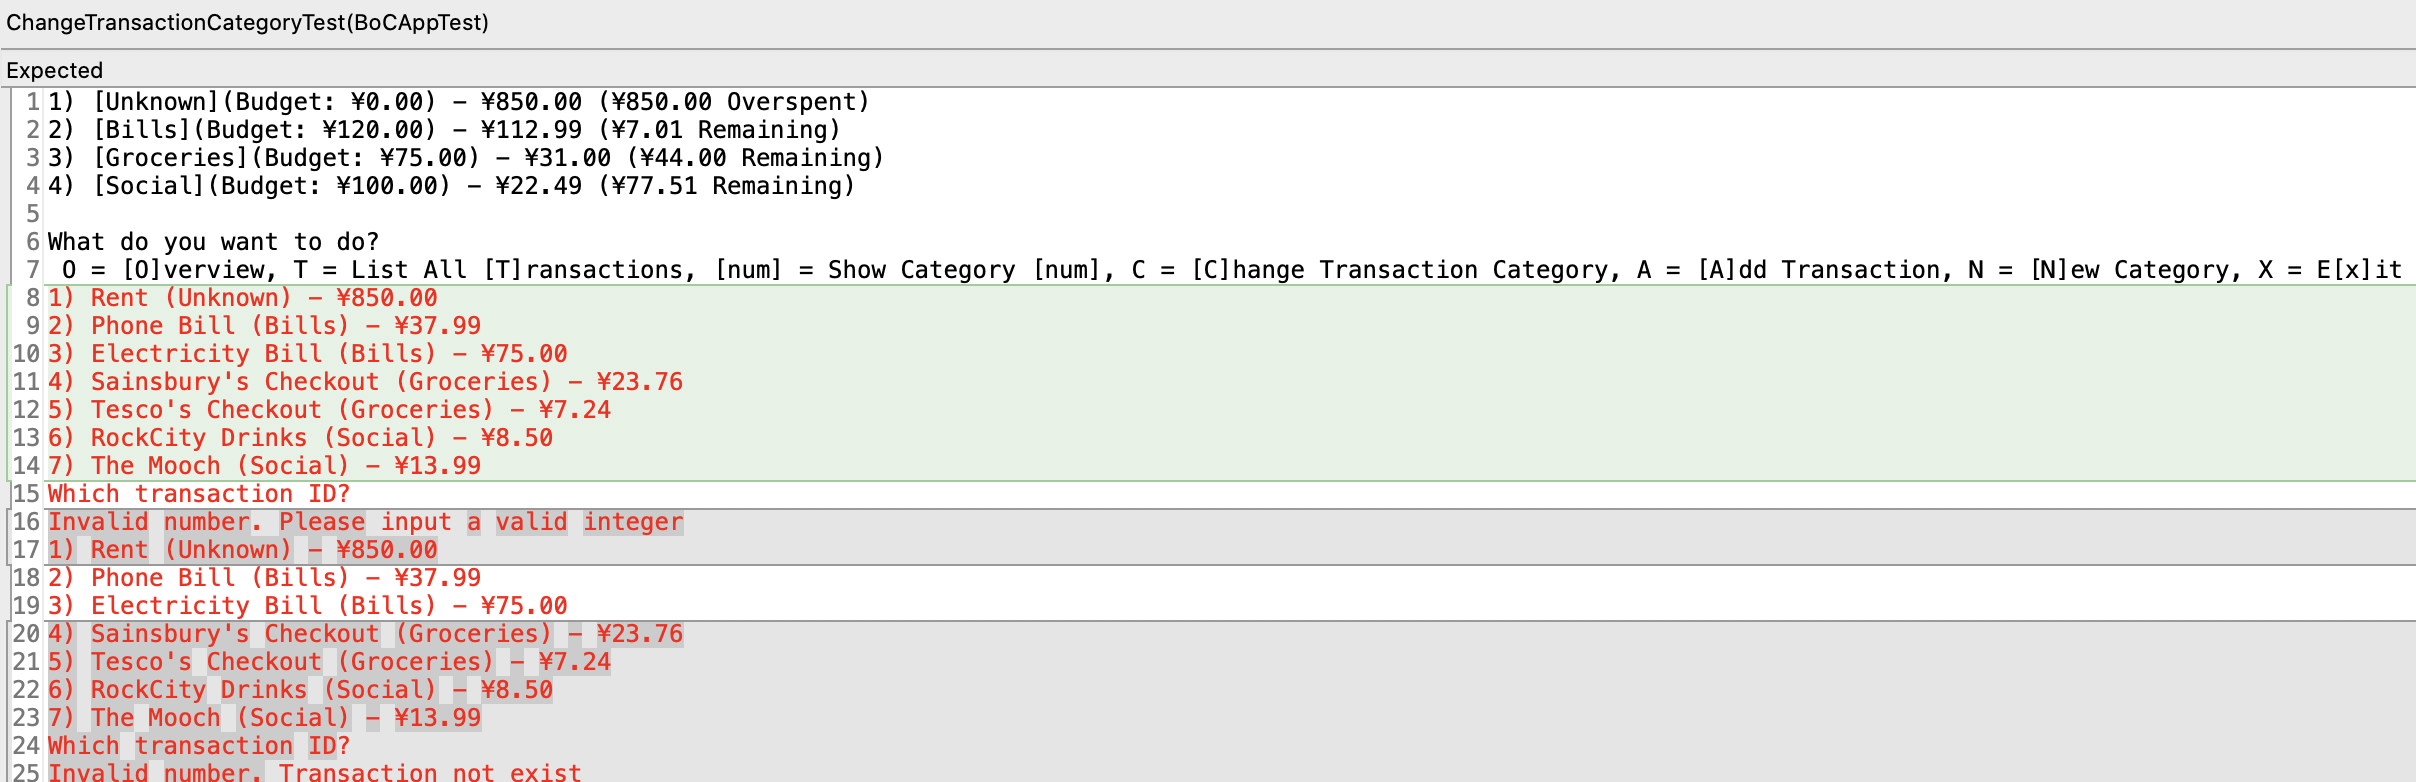 ChangeTransactionCategoryTest(BoCAppTest)
Expected
1 1) [Unknown](Budget: ¥0.00) – ¥850.00 (¥850.00 Overspent)
2 2) [Bills](Budget: ¥120.00) – ¥112.99 (¥7.01 Remaining)
3 3) [Groceries](Budget: ¥75.00) – ¥31.00 (¥44.00 Remaining)
4 4) [Social](Budget: ¥100.00) – ¥22.49 (¥77.51 Remaining)
5
6 What do you want to do?
7  O = [O]verview, T = List All [T]ransactions, [num] = Show Category [num], C = [C]hange Transaction Category, A = [A]dd Transaction, N = [N]ew Category, X = E[x]it
8 1) Rent (Unknown) – ¥850.00
9 2) Phone Bill (Bills) – ¥37.99
10 3) Electricity Bill (Bills) – ¥75.00
11 4) Sainsbury's Checkout (Groceries) – ¥23.76
12 5) Tesco's Checkout (Groceries) – ¥7.24
13 6) RockCity Drinks (Social) – ¥8.50
14 7) The Mooch (Social) – ¥13.99
15 Which transaction ID?
16 Invalid number. Please input a valid integer
17 1) Rent (Unknown) – ¥850.00
18 2) Phone Bill (Bills) – ¥37.99
19 3) Electricity Bill (Bills) – ¥75.00
20 4) Sainsbury's Checkout (Groceries) – ¥23.76
21 5) Tesco's Checkout (Groceries) – ¥7.24
22 6) RockCity Drinks (Social) – ¥8.50
23 7) The Mooch (Social) – ¥13.99
24 Which transaction ID?
25 Invalid number. Transaction not exist